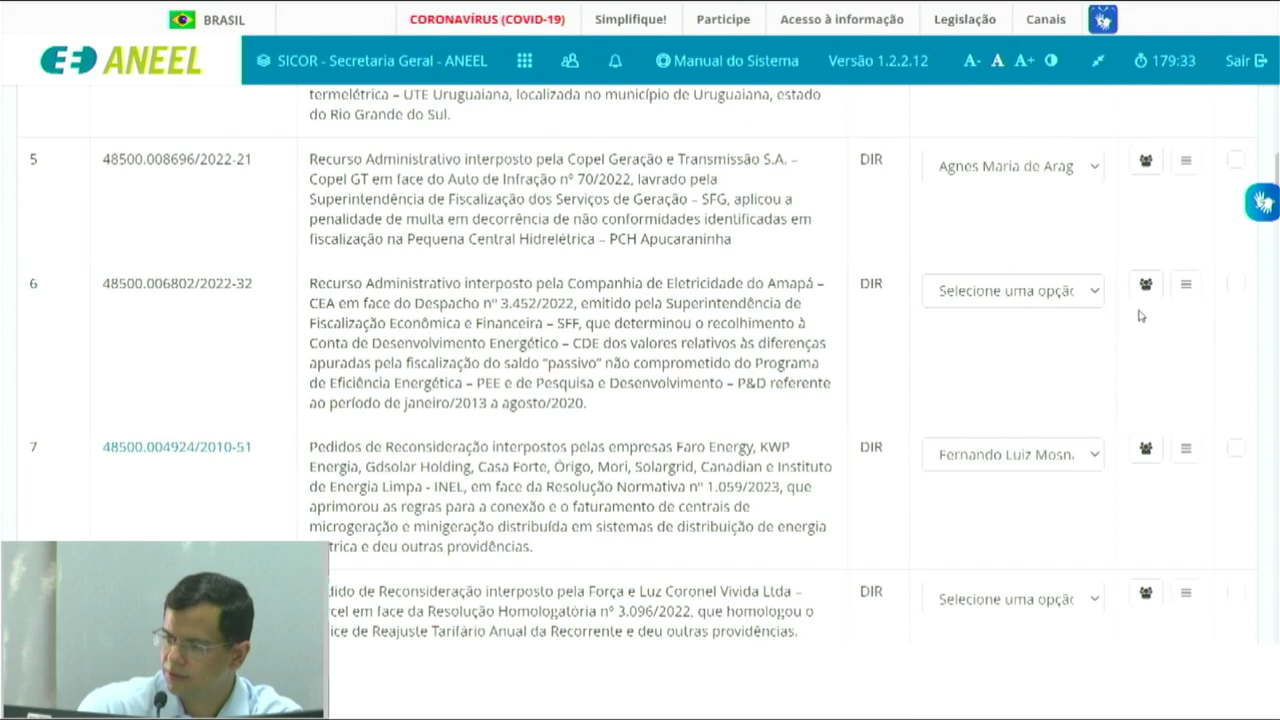 BRASIL
CORONAVÍRUS (COVID-19)
Simplifique!
Participe
Acesso à informação
Legislação
Canais
ANEEL
SICOR - Secretaria Geral - ANEEL
Manual do Sistema
Versão 1.2.2.12
A-
A
A+
179:33
Sair
termelétrica – UTE Uruguaiana, localizada no município de Uruguaiana, estado
do Rio Grande do Sul.
5
48500.008696/2022-21
Recurso Administrativo interposto pela Copel Geração e Transmissão S.A. –
Copel GT em face do Auto de Infração nº 70/2022, lavrado pela
Superintendência de Fiscalização dos Serviços de Geração – SFG, aplicou a
penalidade de multa em decorrência de não conformidades identificadas em
fiscalização na Pequena Central Hidrelétrica – PCH Apucaraninha
DIR
Agnes Maria de Arag
6
48500.006802/2022-32
Recurso Administrativo interposto pela Companhia de Eletricidade do Amapá –
CEA em face do Despacho nº 3.452/2022, emitido pela Superintendência de
Fiscalização Econômica e Financeira – SFF, que determinou o recolhimento à
Conta de Desenvolvimento Energético – CDE dos valores relativos às diferenças
apuradas pela fiscalização do saldo “passivo” não comprometido do Programa
de Eficiência Energética – PEE e de Pesquisa e Desenvolvimento – P&D referente
ao período de janeiro/2013 a agosto/2020.
DIR
Selecione uma opçã
7
48500.004924/2010-51
Pedidos de Reconsideração interpostos pelas empresas Faro Energy, KWP
Energia, Gdsolar Holding, Casa Forte, Órigo, Mori, Solargrid, Canadian e Instituto
de Energia Limpa - INEL, em face da Resolução Normativa nº 1.059/2023, que
aprimorou as regras para a conexão e o faturamento de centrais de
microgeração e minigeração distribuída em sistemas de distribuição de energia
trica e deu outras providências.
DIR
Fernando Luiz Mosn
dido de Reconsideração interposto pela Força e Luz Coronel Vivida Ltda –
rcel em face da Resolução Homologatória nº 3.096/2022, que homologou o
ice de Reajuste Tarifário Anual da Recorrente e deu outras providências.
DIR
Selecione uma opçã